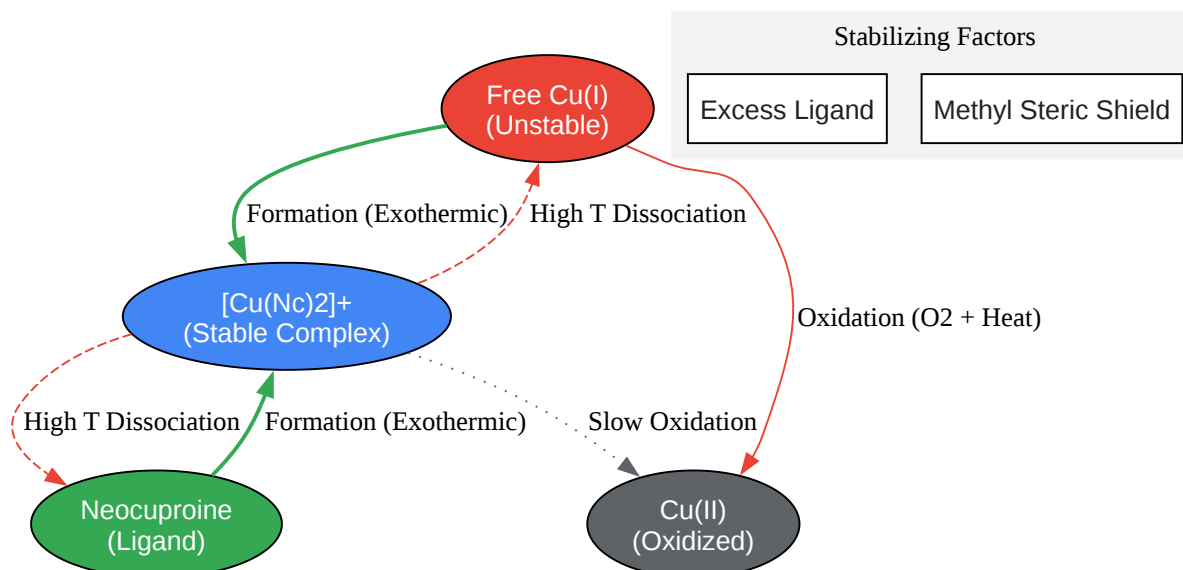 Stabilizing Factors
Excess Ligand
Methyl Steric Shield
Free Cu(I)
(Unstable)
Formation (Exothermic)
High T Dissociation
[Cu(Nc)2]+
(Stable Complex)
Oxidation (O2 + Heat)
High T Dissociation
Formation (Exothermic)
Slow Oxidation
Neocuproine
(Ligand)
Cu(II)
(Oxidized)